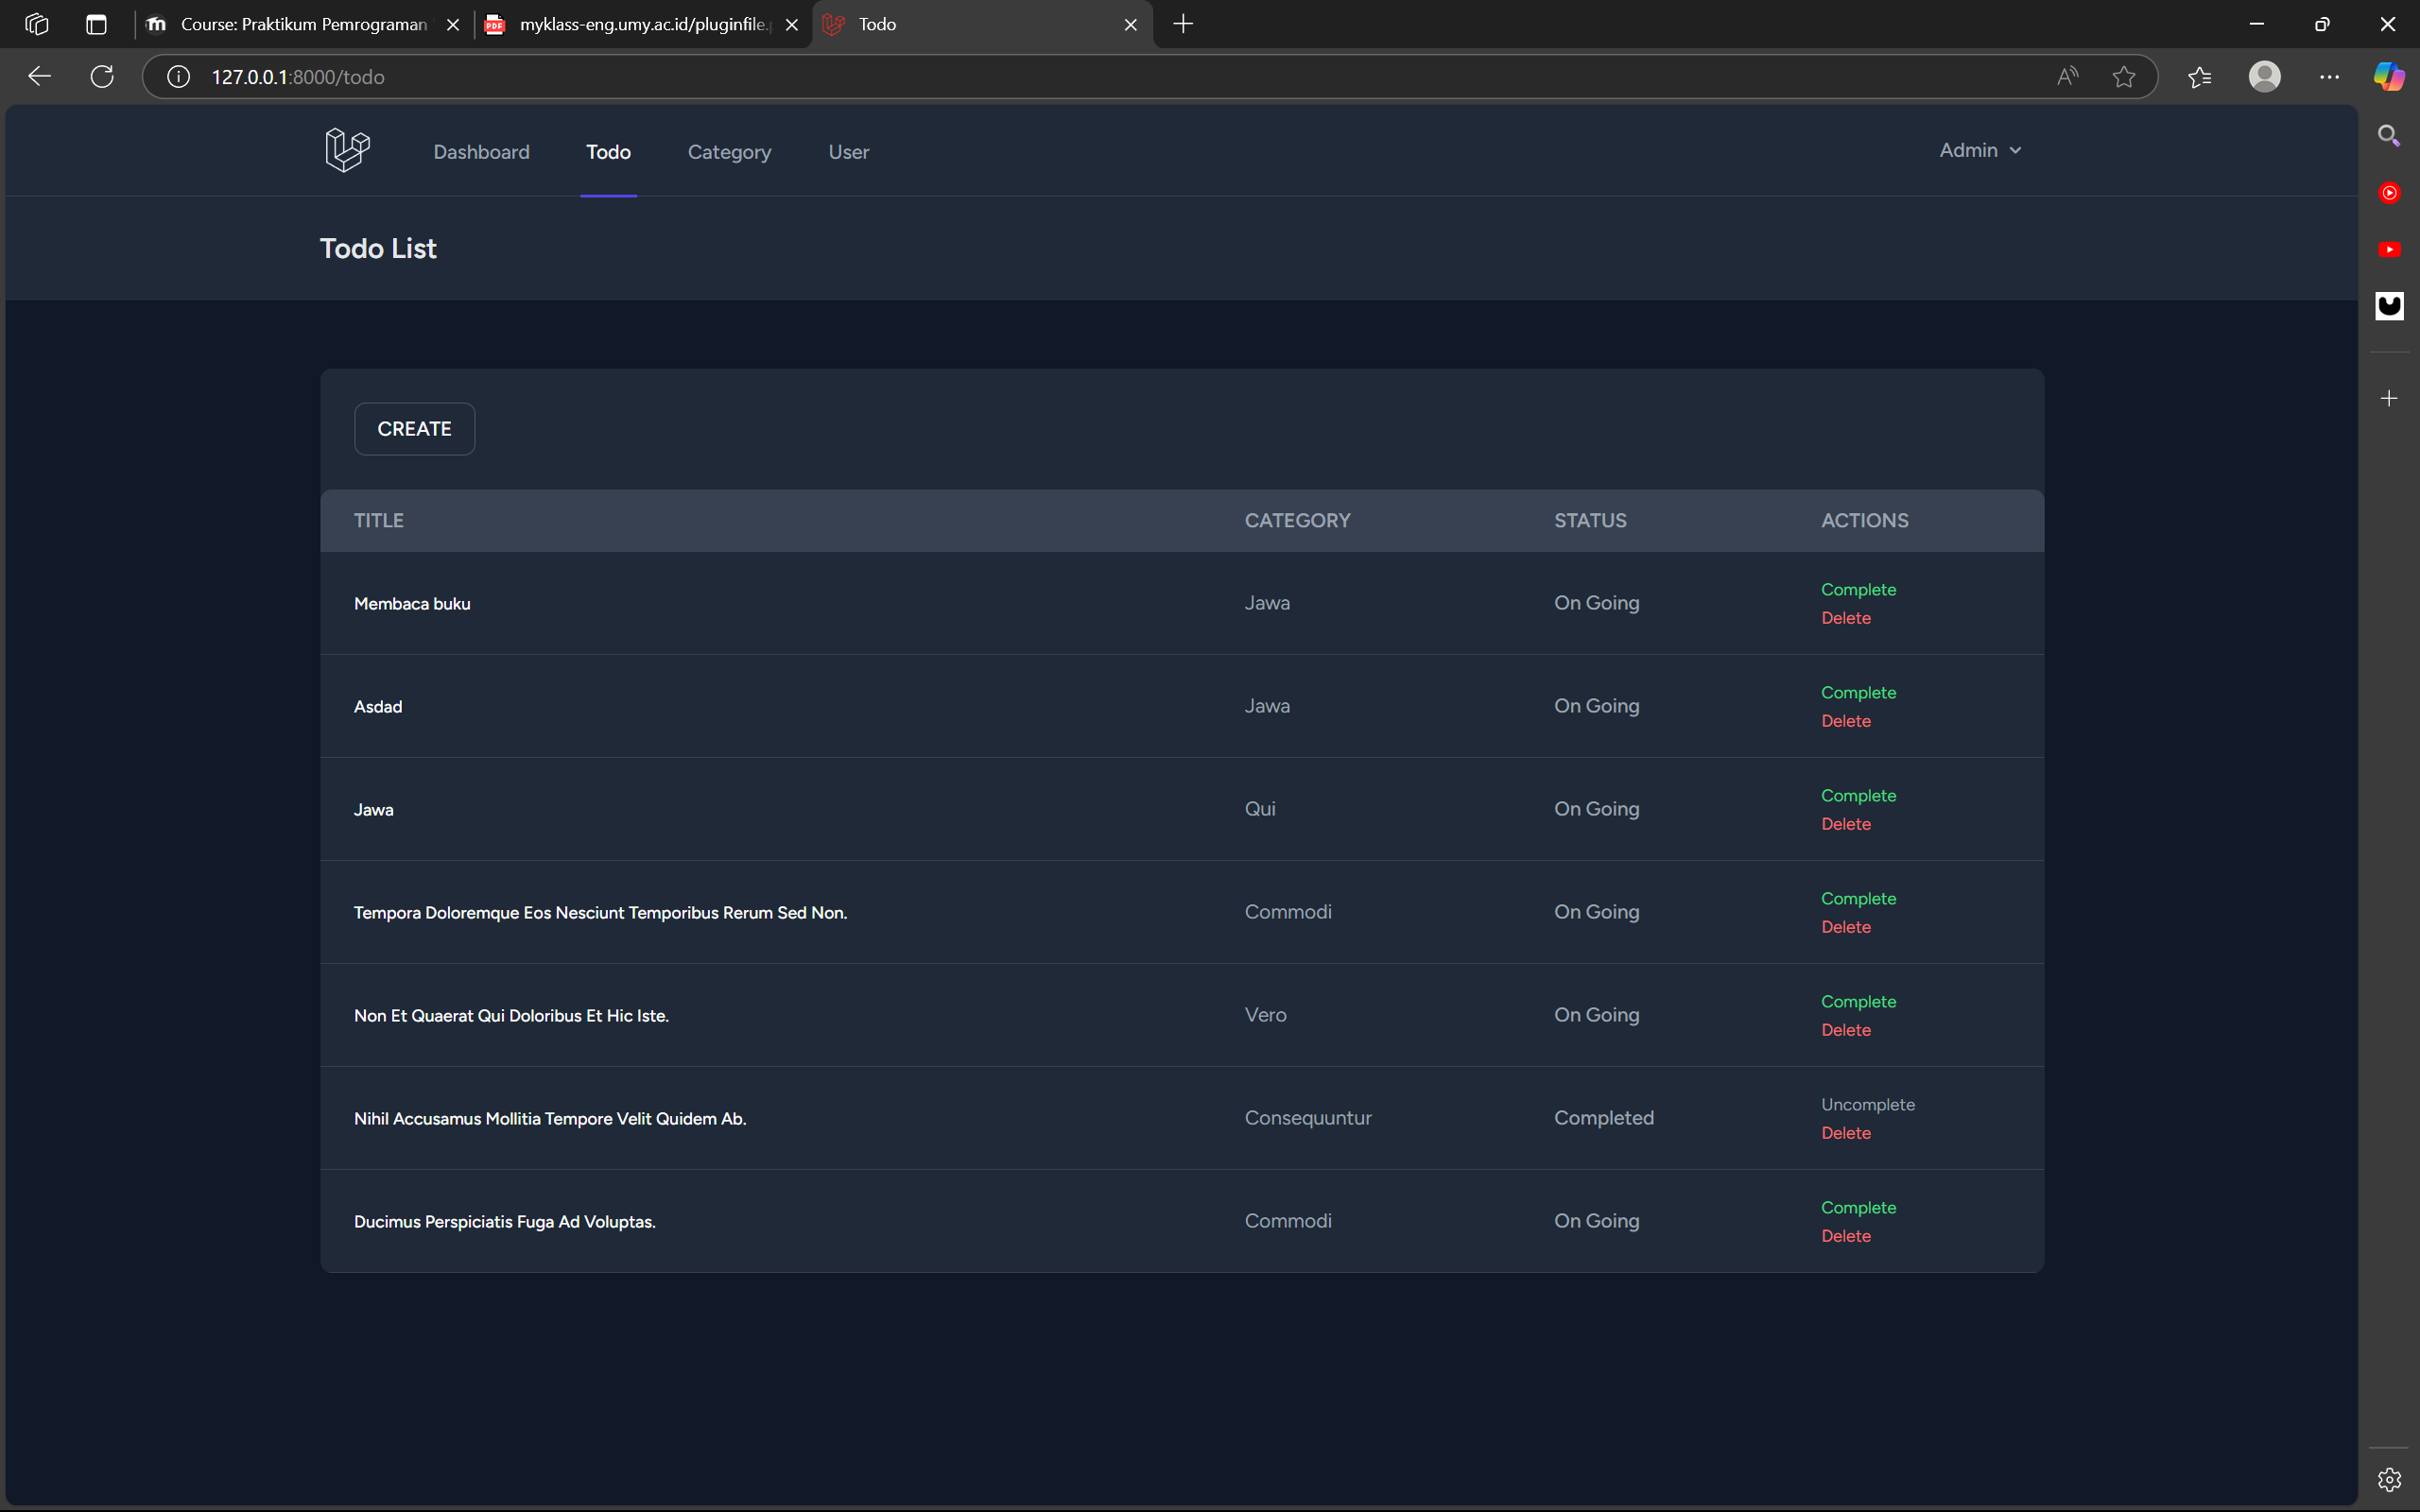 Course: Praktikum Pemrograman
myklass-eng.umy.ac.id/pluginfile.p
Todo
127.0.0.1:8000/todo
Dashboard Todo Category User Admin
Todo List
CREATE
TITLE CATEGORY STATUS ACTIONS
Membaca buku Jawa On Going Complete
Delete
Asdad Jawa On Going Complete
Delete
Jawa Qui On Going Complete
Delete
Tempora Doloremque Eos Nesciunt Temporibus Rerum Sed Non. Commodi On Going Complete
Delete
Non Et Quaerat Qui Doloribus Et Hic Iste. Vero On Going Complete
Delete
Nihil Accusamus Mollitia Tempore Velit Quidem Ab. Consequuntur Completed Uncomplete
Delete
Ducimus Perspiciatis Fuga Ad Voluptas. Commodi On Going Complete
Delete